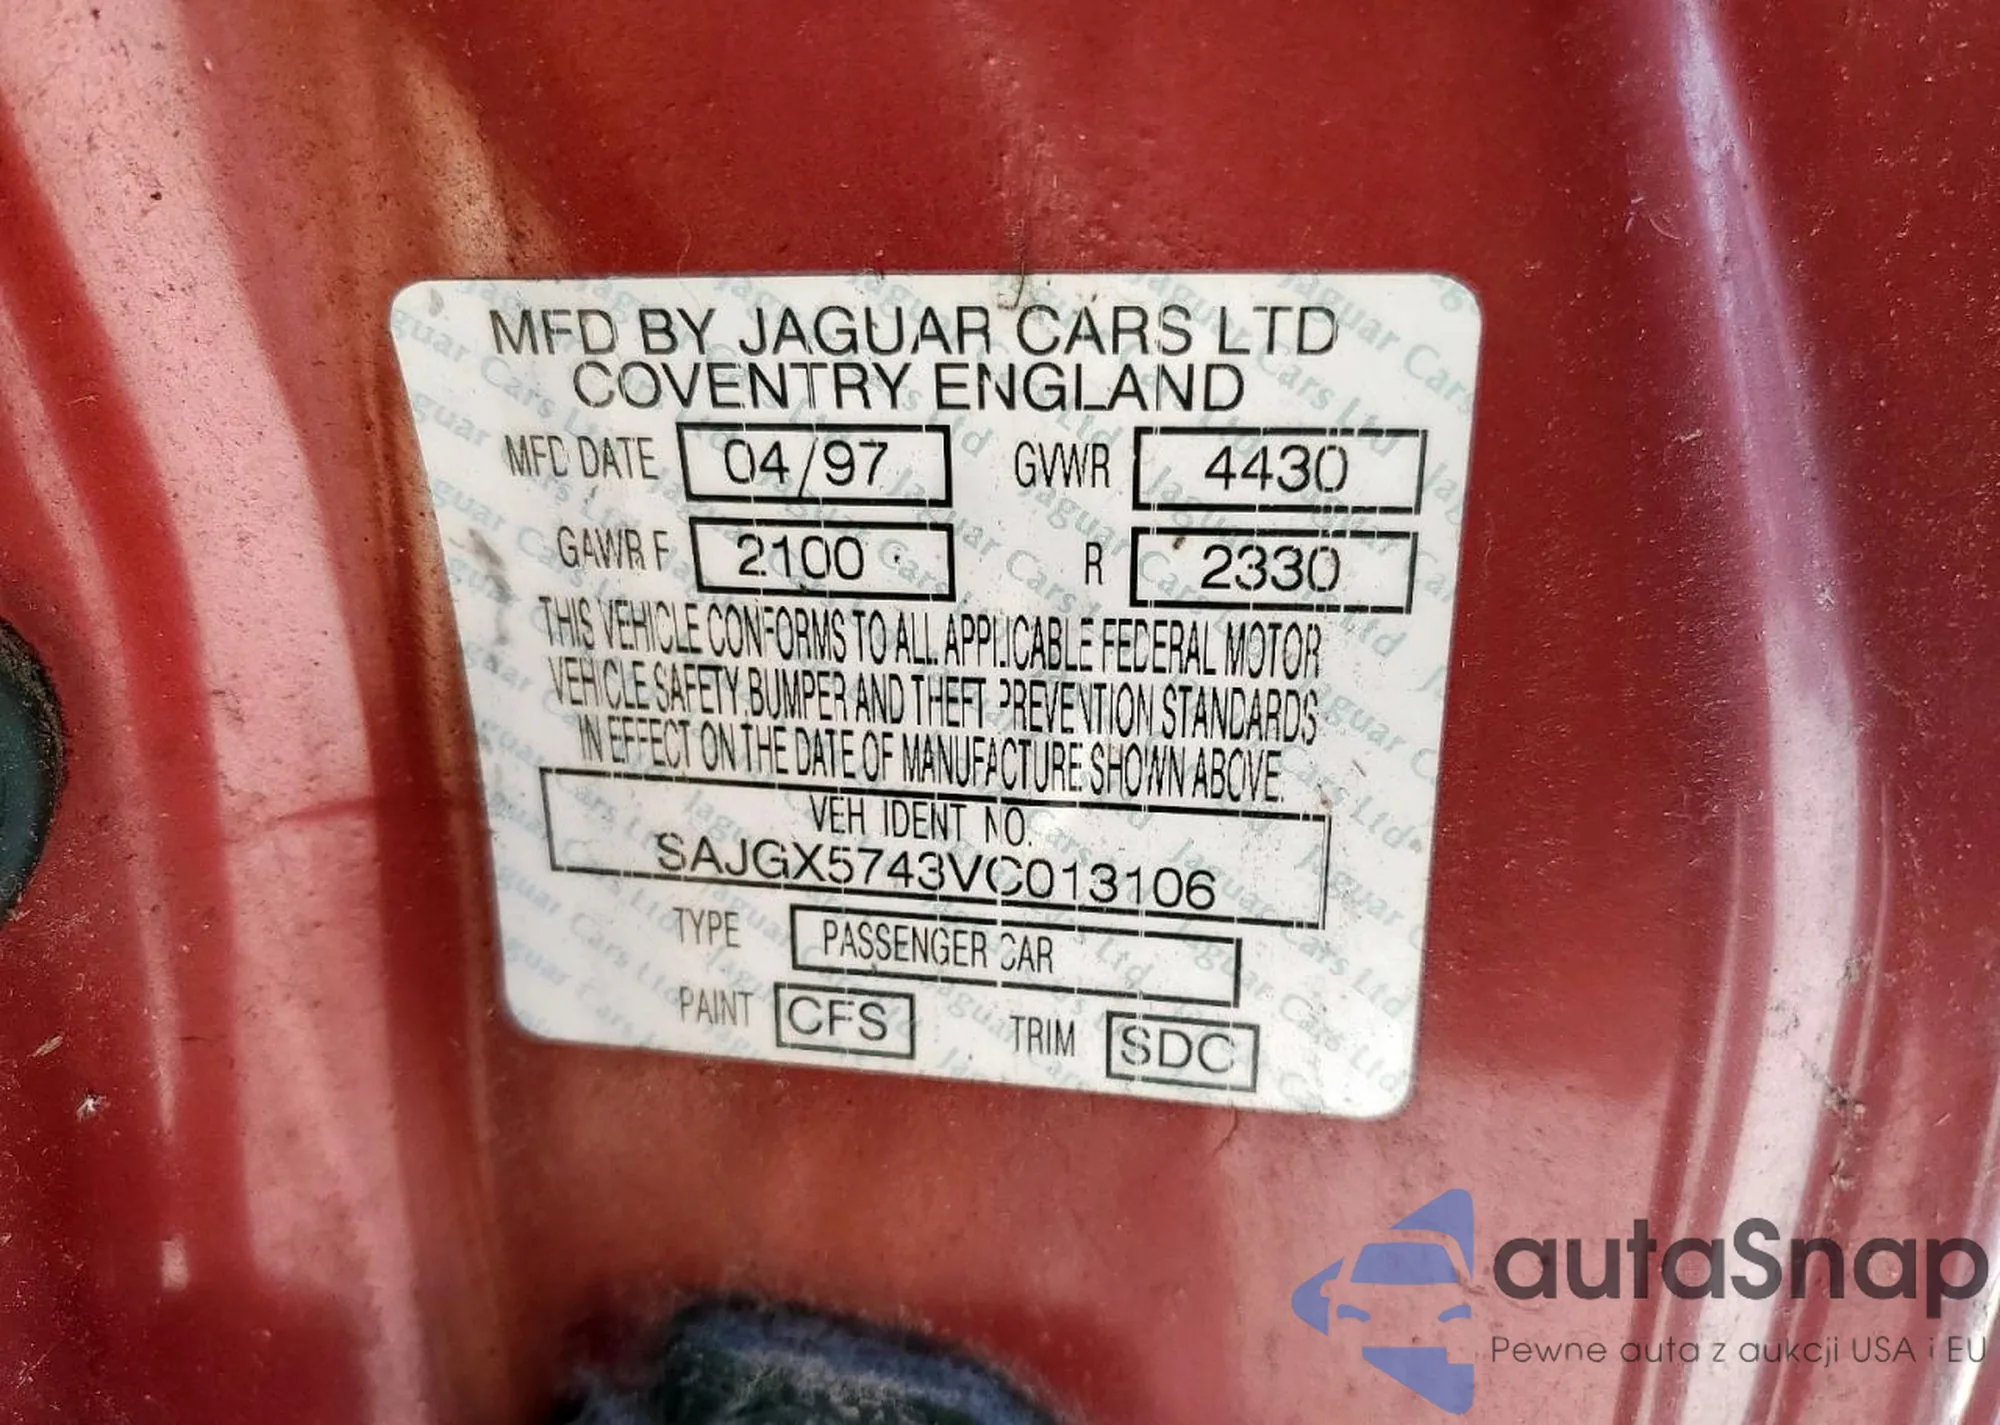 MFD BY JAGUAR CARS LTD
COVENTRY ENGLAND
MFD DATE 04/97 GVWR 4430
GAWR F 2100 R 2330
THIS VEHICLE CONFORMS TO ALL APPLICABLE FEDERAL MOTOR
VEHICLE SAFETY, BUMPER AND THEFT PREVENTION STANDARDS
IN EFFECT ON THE DATE OF MANUFACTURE SHOWN ABOVE.
VEH IDENT NO.
SAJGX5743VC013106
TYPE PASSENGER CAR
PAINT CFS TRIM SDC
autaSnap
Pewne auta z aukcji USA i EU